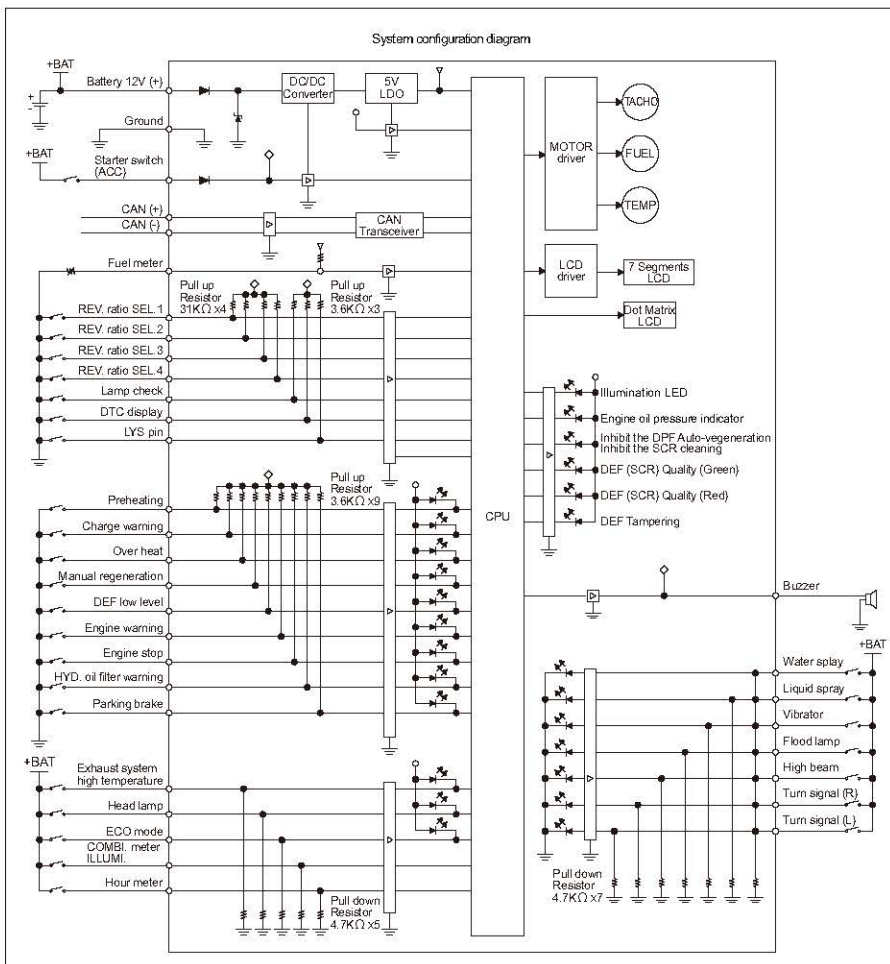 System configuration diagram
+BAT
Battery 12V (+)
+
-
Ground
+BAT
Starter switch
(ACC)
CAN (+)
CAN (-)
Fuel meter
REV. ratio SEL.1
REV. ratio SEL.2
REV. ratio SEL.3
REV. ratio SEL.4
Lamp check
DTC display
LYS pin
Preheating
Charge warning
Over heat
Manual regeneration
DEF low level
Engine warning
Engine stop
HYD. oil filter warning
Parking brake
+BAT
Exhaust system
high temperature
Head lamp
ECO mode
COMBI. meter
ILLUMI.
Hour meter
DC/DC
Converter
5V
LDO
CAN
Transceiver
Pull up
Resistor
31KΩ x4
Pull up
Resistor
3.6KΩ x3
Pull up
Resistor
3.6KΩ x9
Pull down
Resistor
4.7KΩ x5
CPU
MOTOR
driver
TACHO
FUEL
TEMP
LCD
driver
7 Segments
LCD
Dot Matrix
LCD
Illumination LED
Engine oil pressure indicator
Inhibit the DPF Auto-vegeneration
Inhibit the SCR cleaning
DEF (SCR) Quality (Green)
DEF (SCR) Quality (Red)
DEF Tampering
Buzzer
+BAT
Water splay
Liquid spray
Vibrator
Flood lamp
High beam
Turn signal (R)
Turn signal (L)
Pull down
Resistor
4.7KΩ x7